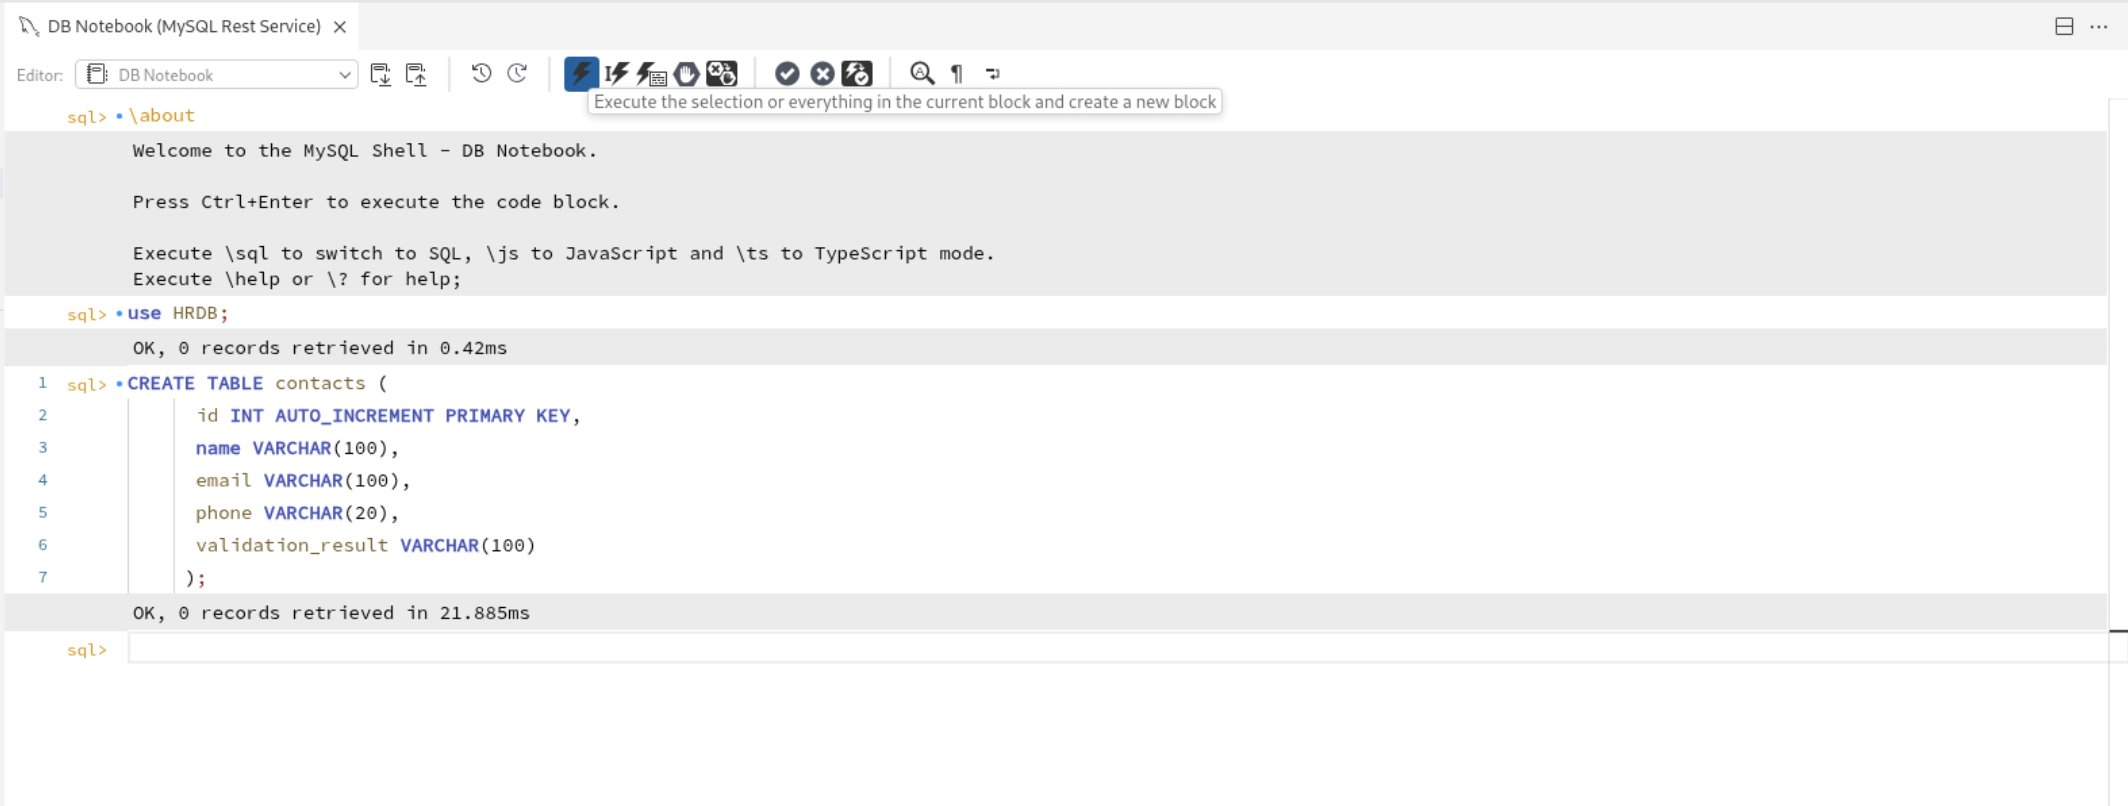 DB Notebook (MySQL Rest Service)
Editor: DB Notebook
Execute the selection or everything in the current block and create a new block
sql> \about
Welcome to the MySQL Shell - DB Notebook.
Press Ctrl+Enter to execute the code block.
Execute \sql to switch to SQL, \js to JavaScript and \ts to TypeScript mode.
Execute \help or \? for help;
sql> use HRDB;
OK, 0 records retrieved in 0.42ms
1 sql> CREATE TABLE contacts (
2 id INT AUTO_INCREMENT PRIMARY KEY,
3 name VARCHAR(100),
4 email VARCHAR(100),
5 phone VARCHAR(20),
6 validation_result VARCHAR(100)
7 );
OK, 0 records retrieved in 21.885ms
sql>